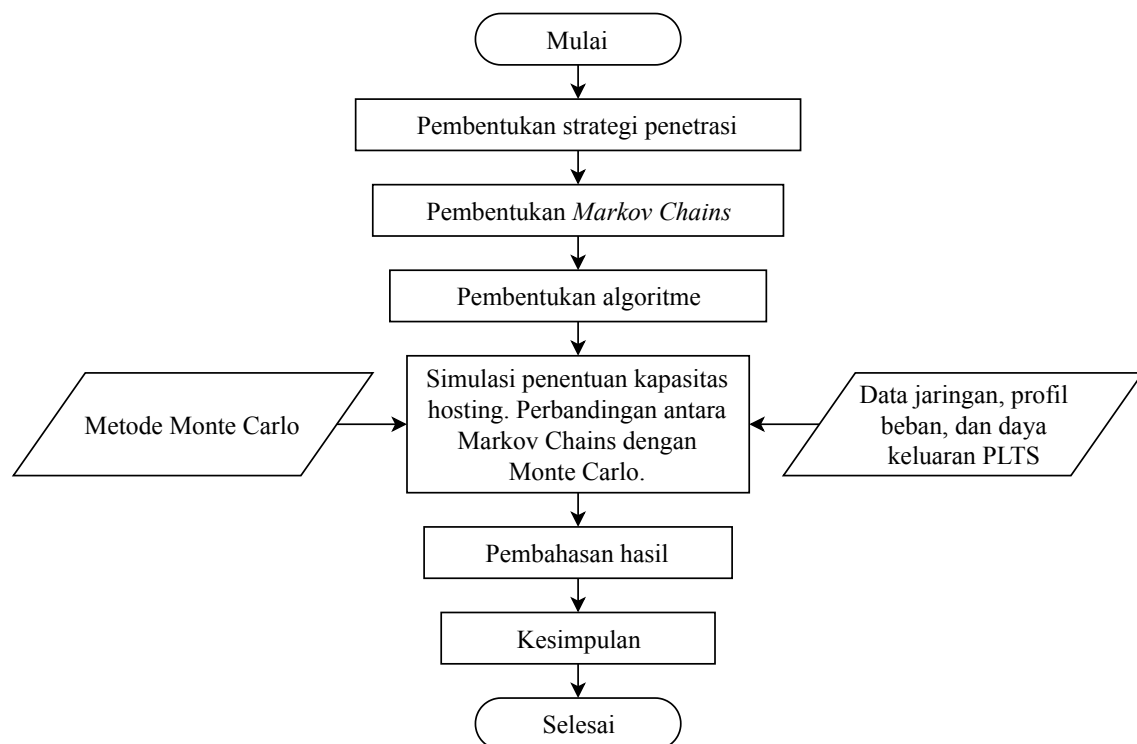 Mulai
Pembentukan strategi penetrasi
Pembentukan Markov Chains
Pembentukan algoritme
Metode Monte Carlo
Simulasi penentuan kapasitas
hosting. Perbandingan antara
Markov Chains dengan
Monte Carlo.
Data jaringan, profil
beban, dan daya
keluaran PLTS
Pembahasan hasil
Kesimpulan
Selesai